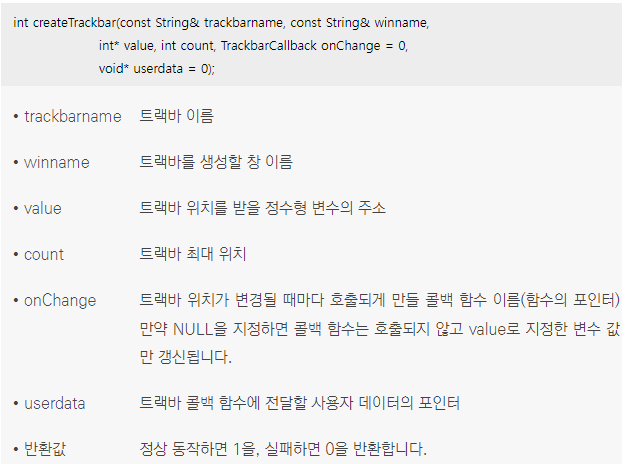 int createTrackbar(const String& trackbarname, const String& winname,
int* value, int count, TrackbarCallback onChange = 0,
void* userdata = 0);
• trackbarname 트랙바 이름
• winname 트랙바를 생성할 창 이름
• value 트랙바 위치를 받을 정수형 변수의 주소
• count 트랙바 최대 위치
• onChange 트랙바 위치가 변경될 때마다 호출되게 만들 콜백 함수 이름(함수의 포인터)
만약 NULL을 지정하면 콜백 함수는 호출되지 않고 value로 지정한 변수 값
만 갱신됩니다.
• userdata 트랙바 콜백 함수에 전달할 사용자 데이터의 포인터
• 반환값 정상 동작하면 1을, 실패하면 0을 반환합니다.